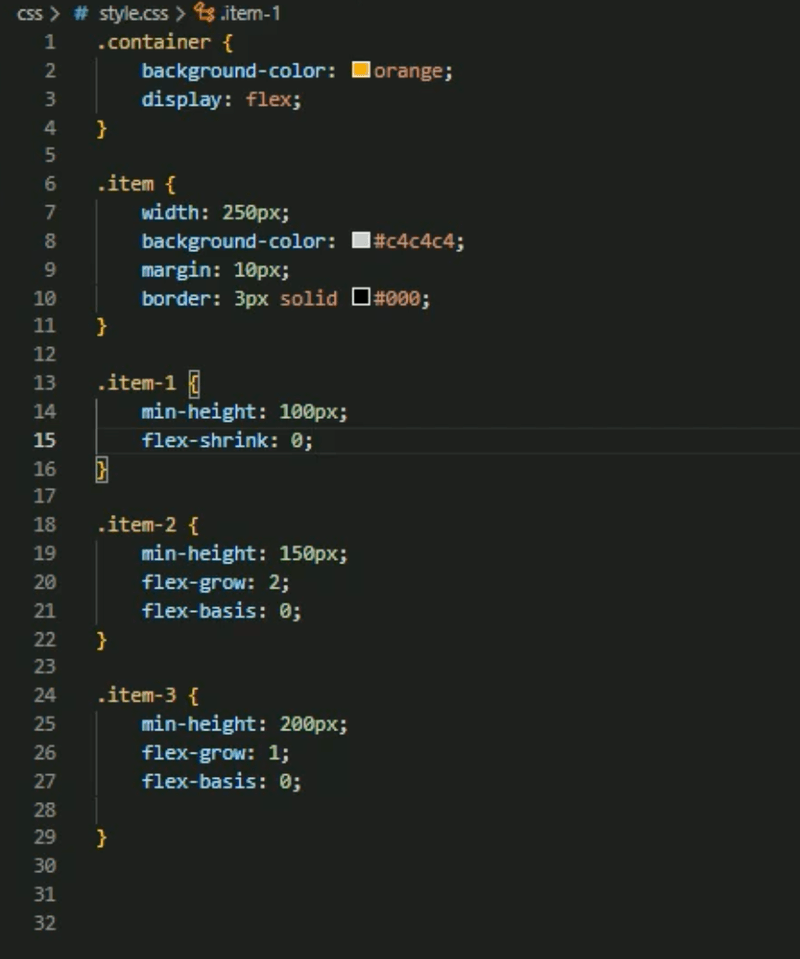 css > # style.css > .item-1
1 .container {
2     background-color: orange;
3     display: flex;
4 }
5
6 .item {
7     width: 250px;
8     background-color: #c4c4c4;
9     margin: 10px;
10     border: 3px solid #000;
11 }
12
13 .item-1 {
14     min-height: 100px;
15     flex-shrink: 0;
16 }
17
18 .item-2 {
19     min-height: 150px;
20     flex-grow: 2;
21     flex-basis: 0;
22 }
23
24 .item-3 {
25     min-height: 200px;
26     flex-grow: 1;
27     flex-basis: 0;
28
29 }
30
31
32